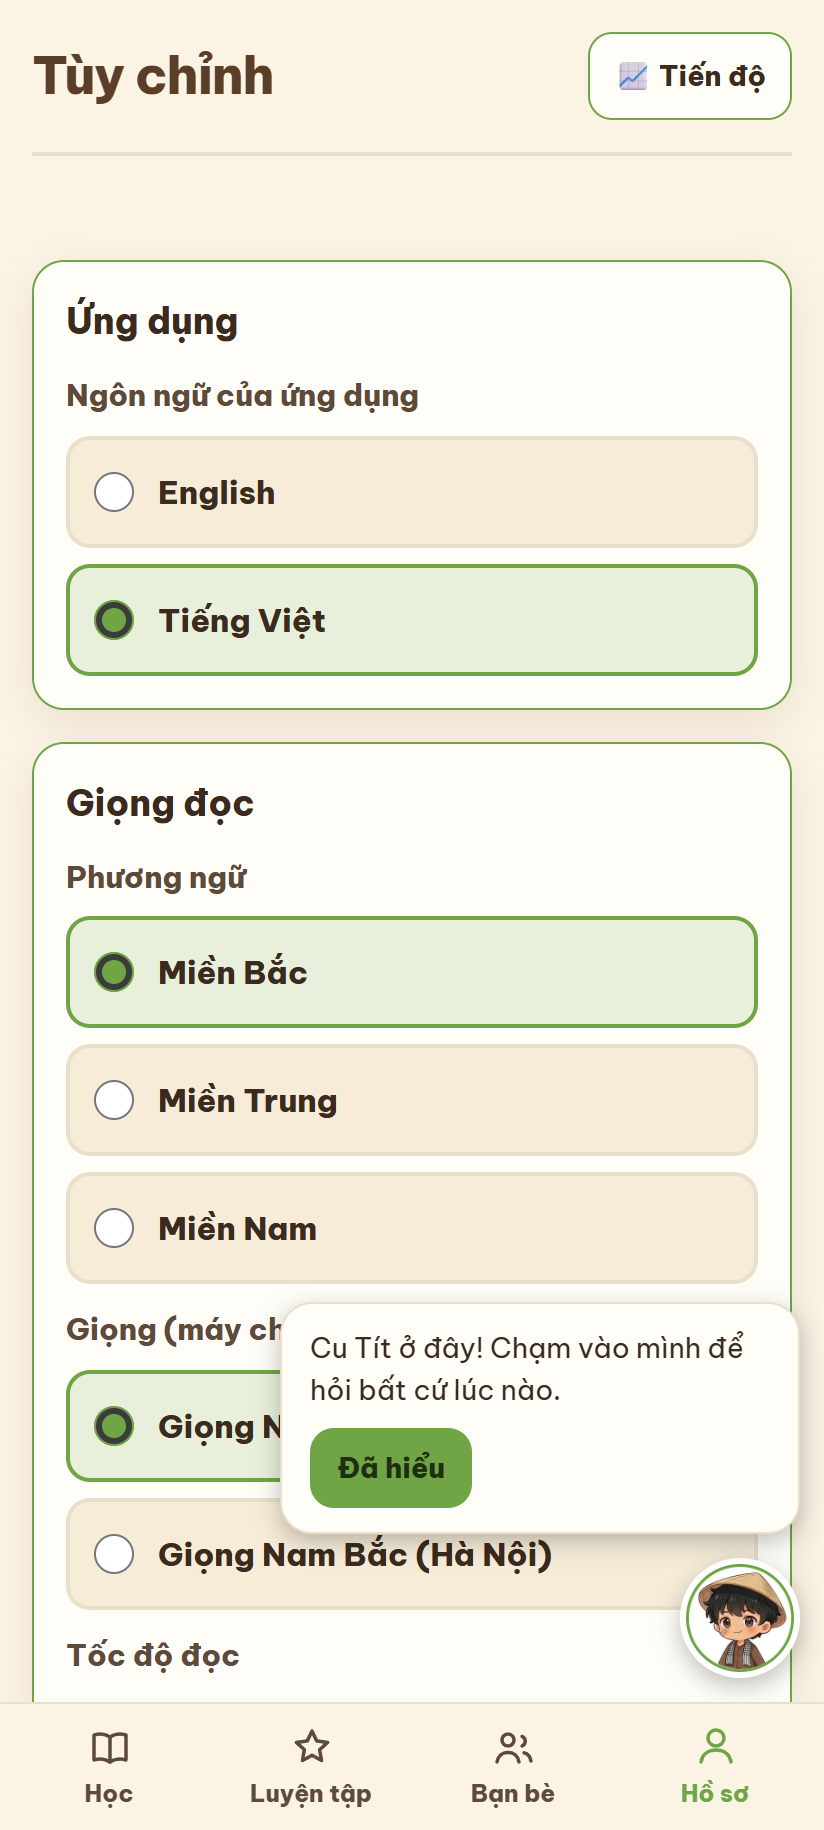 Tùy chỉnh
Tiến độ
Ứng dụng
Ngôn ngữ của ứng dụng
English
Tiếng Việt
Giọng đọc
Phương ngữ
Miền Bắc
Miền Trung
Miền Nam
Giọng (máy
Cu Tít ở đây! Chạm vào mình để
hỏi bất cứ lúc nào.
Đã hiểu
Giọng
Giọng Nam Bắc (Hà Nội)
Tốc độ đọc
Học
Luyện tập
Bạn bè
Hồ sơ